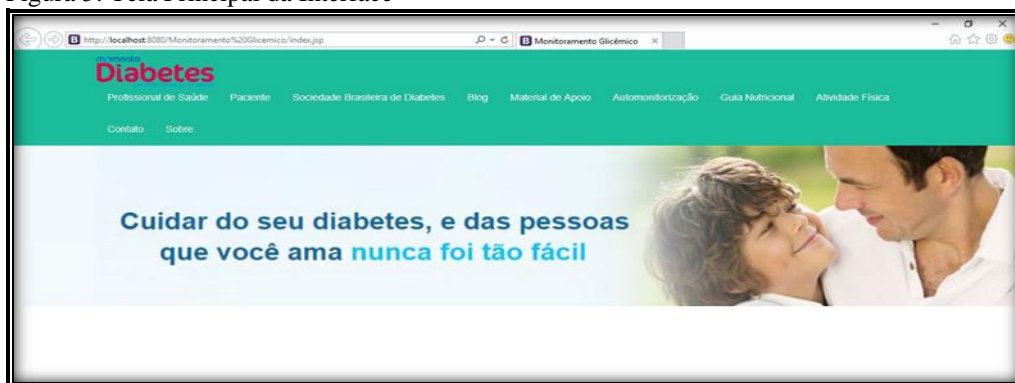 Figura 5. Tela Principal da Interface
http://localhost:8080/Monitoramento%20Glicemico/index.jsp
Monitoramento Glicêmico
momento
Diabetes
Profissional de Saúde Paciente Sociedade Brasileira de Diabetes Blog Material de Apoio Automonitorização Guia Nutricional Atividade Física
Contato Sobre
Cuidar do seu diabetes, e das pessoas
que você ama nunca foi tão fácil